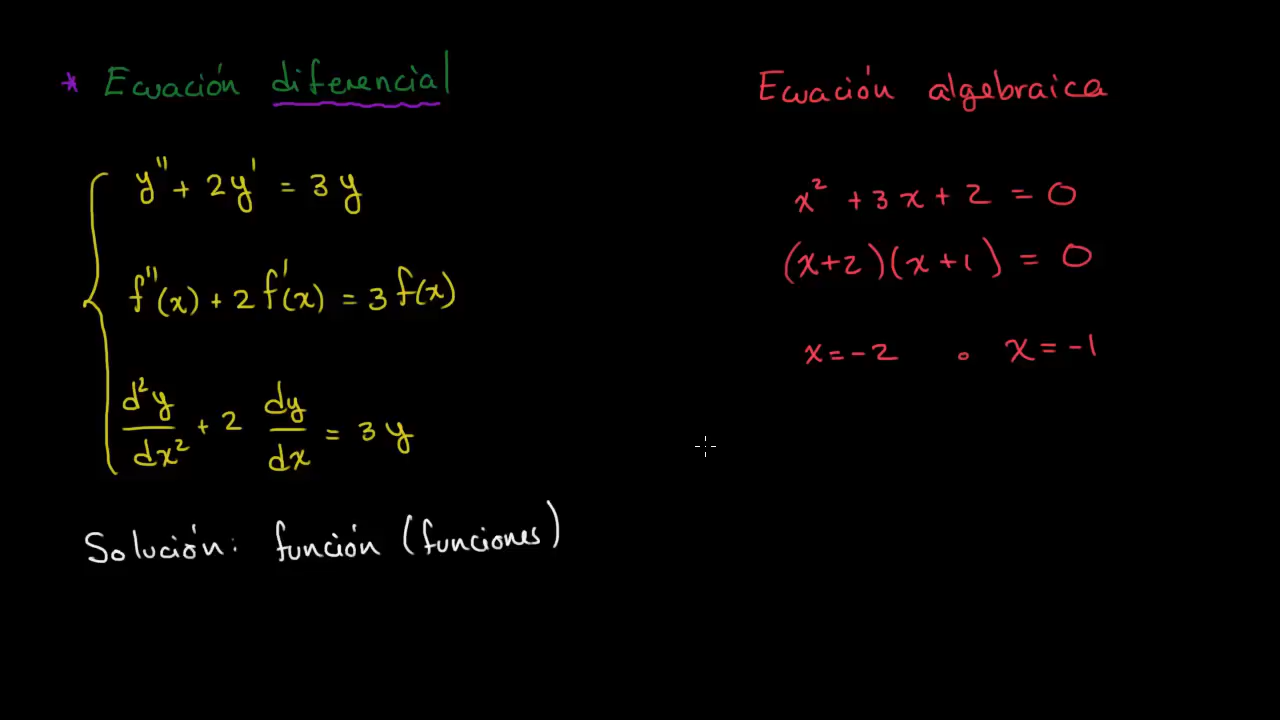 * Ecuación diferencial
y'' + 2y' = 3y
f''(x) + 2f'(x) = 3f(x)
d²y/dx² + 2 dy/dx = 3y
Solución: función (funciones)
Ecuación algebraica
x² + 3x + 2 = 0
(x+2)(x+1) = 0
x = -2 o x = -1